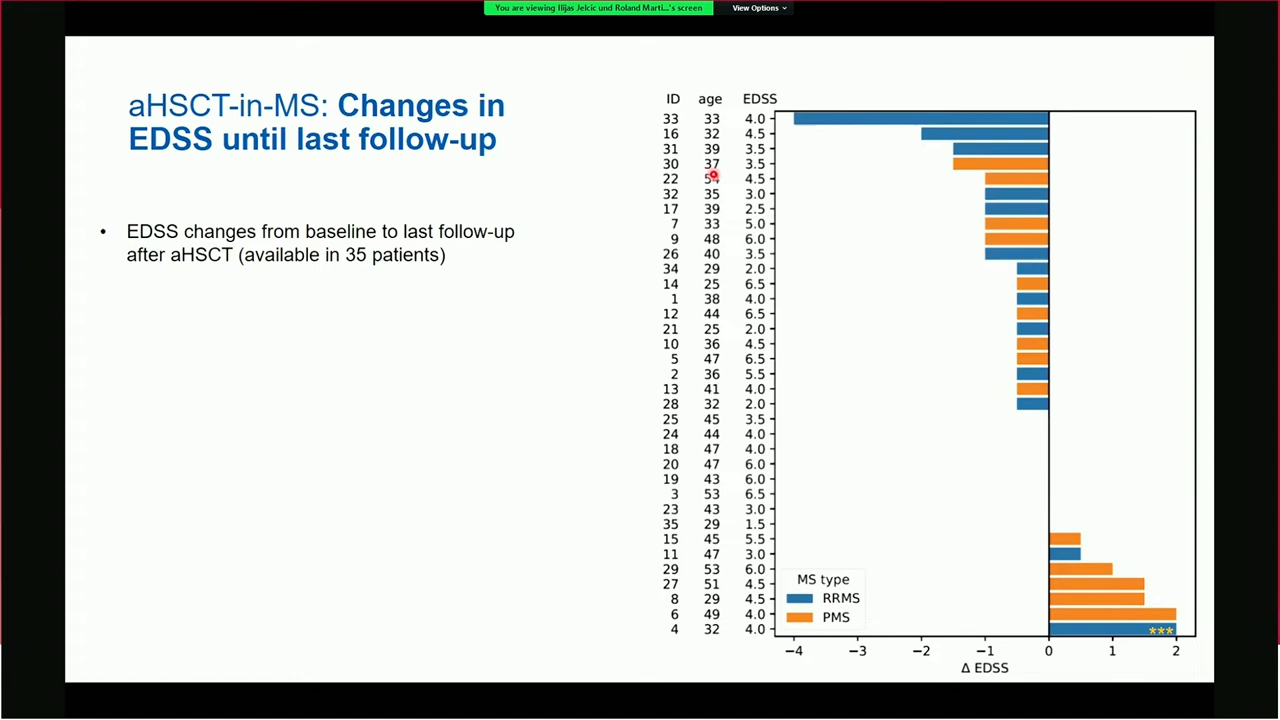 You are viewing Ilijas Jelcic und Roland Marti...'s screen
View Options
aHSCT-in-MS: Changes in
EDSS until last follow-up
• EDSS changes from baseline to last follow-up
after aHSCT (available in 35 patients)
ID age EDSS
33 33 4.0
16 32 4.5
31 39 3.5
30 37 3.5
22 54 4.5
32 35 3.0
17 39 2.5
7 33 5.0
9 48 6.0
26 40 3.5
34 29 2.0
14 25 6.5
1 38 4.0
12 44 6.5
21 25 2.0
10 36 4.5
5 47 6.5
2 36 5.5
13 41 4.0
28 32 2.0
25 45 3.5
24 44 4.0
18 47 4.0
20 47 6.0
19 43 6.0
3 53 6.5
23 43 3.0
35 29 1.5
15 45 5.5
11 47 3.0
29 53 6.0
27 51 4.5
8 29 4.5
6 49 4.0
4 32 4.0
MS type
RRMS
PMS
***
−4 −3 −2 −1 0 1 2
Δ EDSS